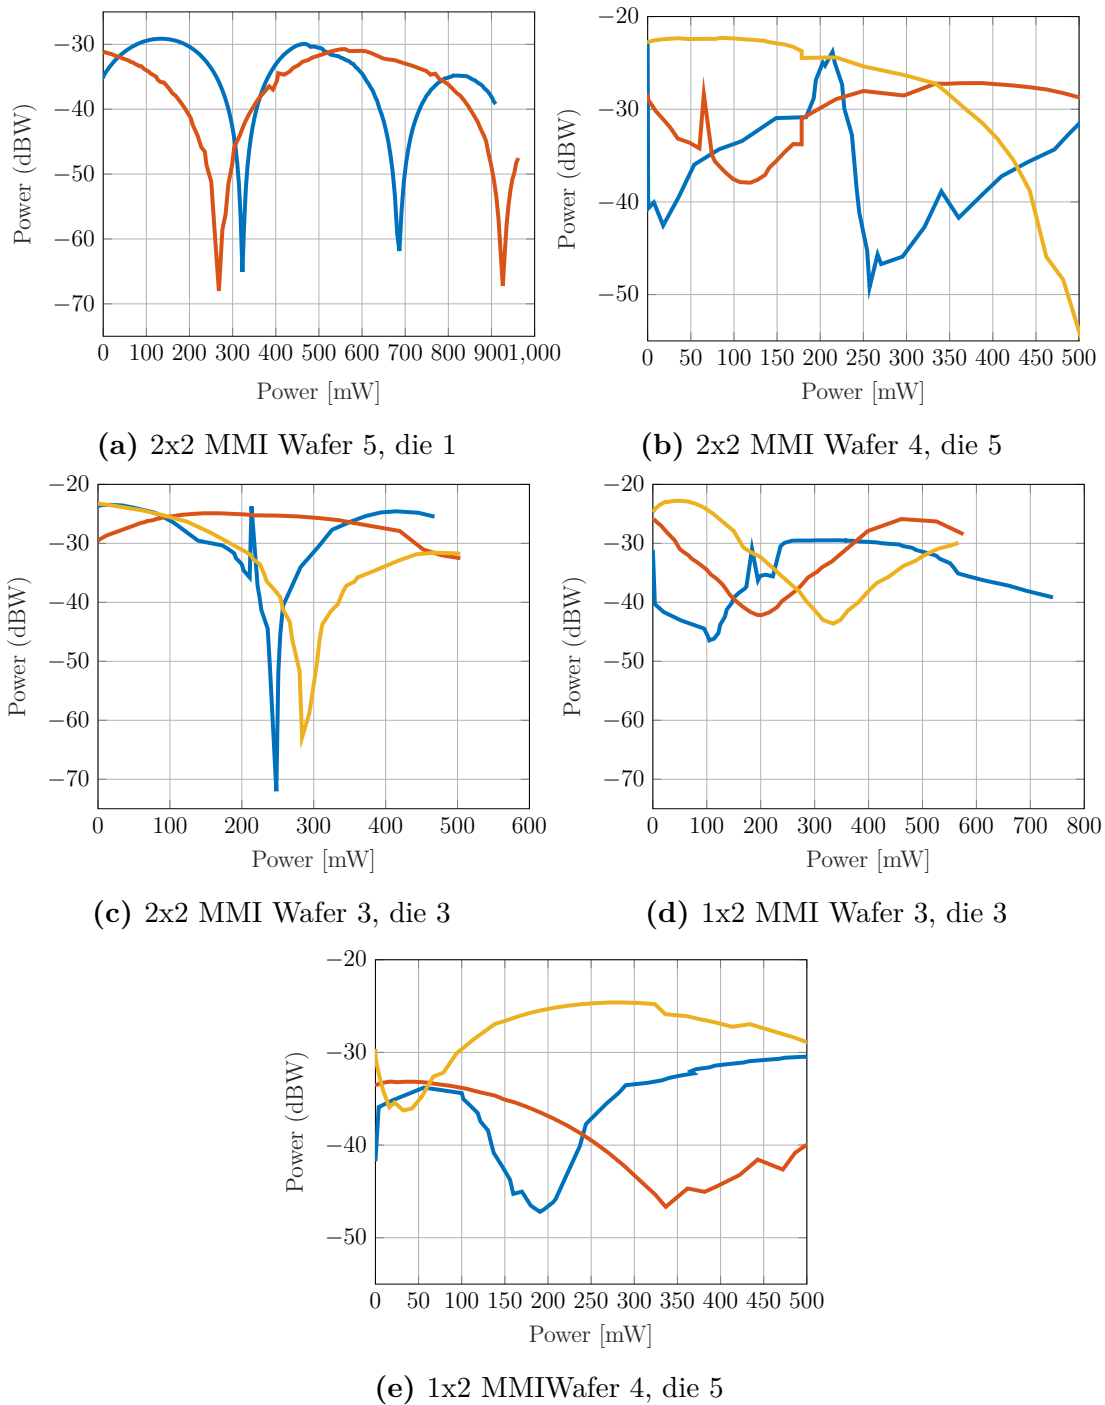 −30
−40
−50
−60
−70
Power (dBW)
0 100 200 300 400 500 600 700 800 9001,000
Power [mW]
(a) 2x2 MMI Wafer 5, die 1
−20
−30
−40
−50
Power (dBW)
0 50 100 150 200 250 300 350 400 450 500
Power [mW]
(b) 2x2 MMI Wafer 4, die 5
−20
−30
−40
−50
−60
−70
Power (dBW)
0 100 200 300 400 500 600
Power [mW]
(c) 2x2 MMI Wafer 3, die 3
−20
−30
−40
−50
−60
−70
Power (dBW)
0 100 200 300 400 500 600 700 800
Power [mW]
(d) 1x2 MMI Wafer 3, die 3
−20
−30
−40
−50
Power (dBW)
0 50 100 150 200 250 300 350 400 450 500
Power [mW]
(e) 1x2 MMIWafer 4, die 5